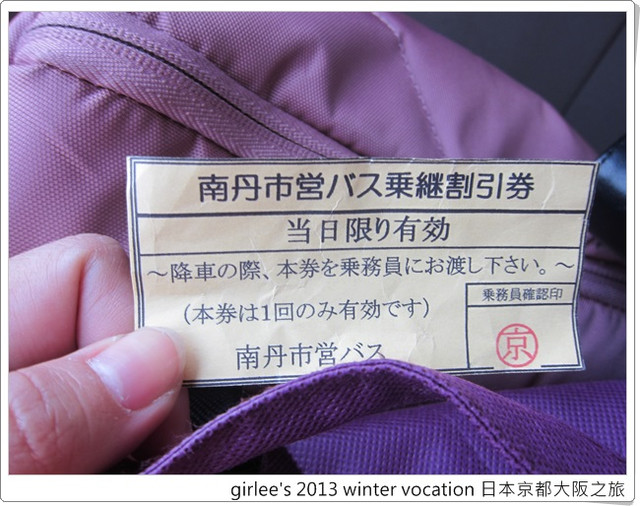 南丹市営バス乗継割引券
当日限り有効
～降車の際、本券を乗務員にお渡し下さい。～
(本券は1回のみ有効です)
乗務員確認印
京
南丹市営バス
girlee's 2013 winter vocation 日本京都大阪之旅